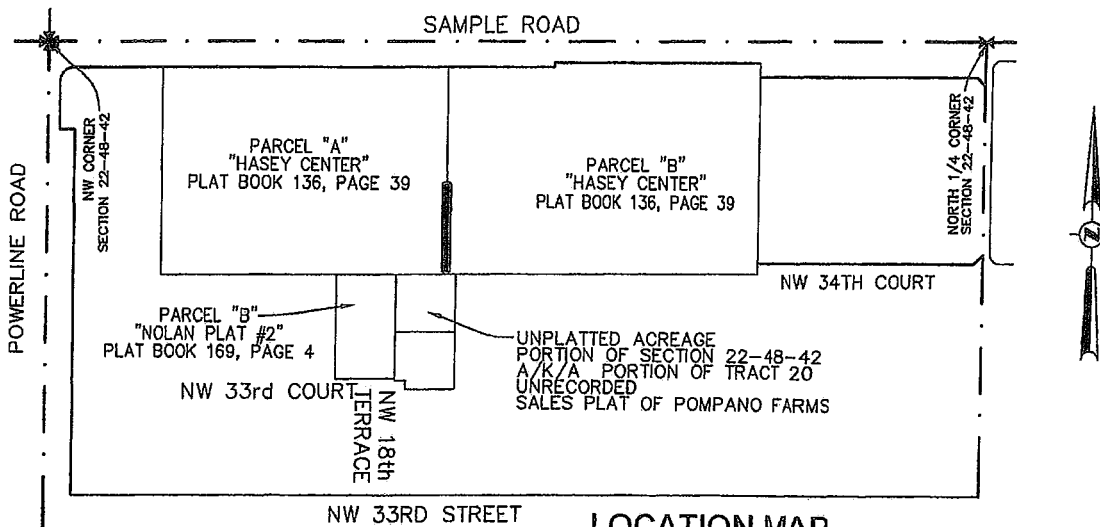 SAMPLE ROAD
NW CORNER
SECTION 22-48-42
POWERLINE ROAD
PARCEL "A"
"HASEY CENTER"
PLAT BOOK 136, PAGE 39
PARCEL "B"
"HASEY CENTER"
PLAT BOOK 136, PAGE 39
NORTH 1/4 CORNER
SECTION 22-48-42
Z
NW 34TH COURT
PARCEL "B"
"NOLAN PLAT #2"
PLAT BOOK 169, PAGE 4
UNPLATTED ACREAGE
PORTION OF SECTION 22-48-42
A/K/A PORTION OF TRACT 20
UNRECORDED
SALES PLAT OF POMPANO FARMS
NW 33rd COURT
NW 18th
TERRACE
NW 33RD STREET
LOCATION MAP